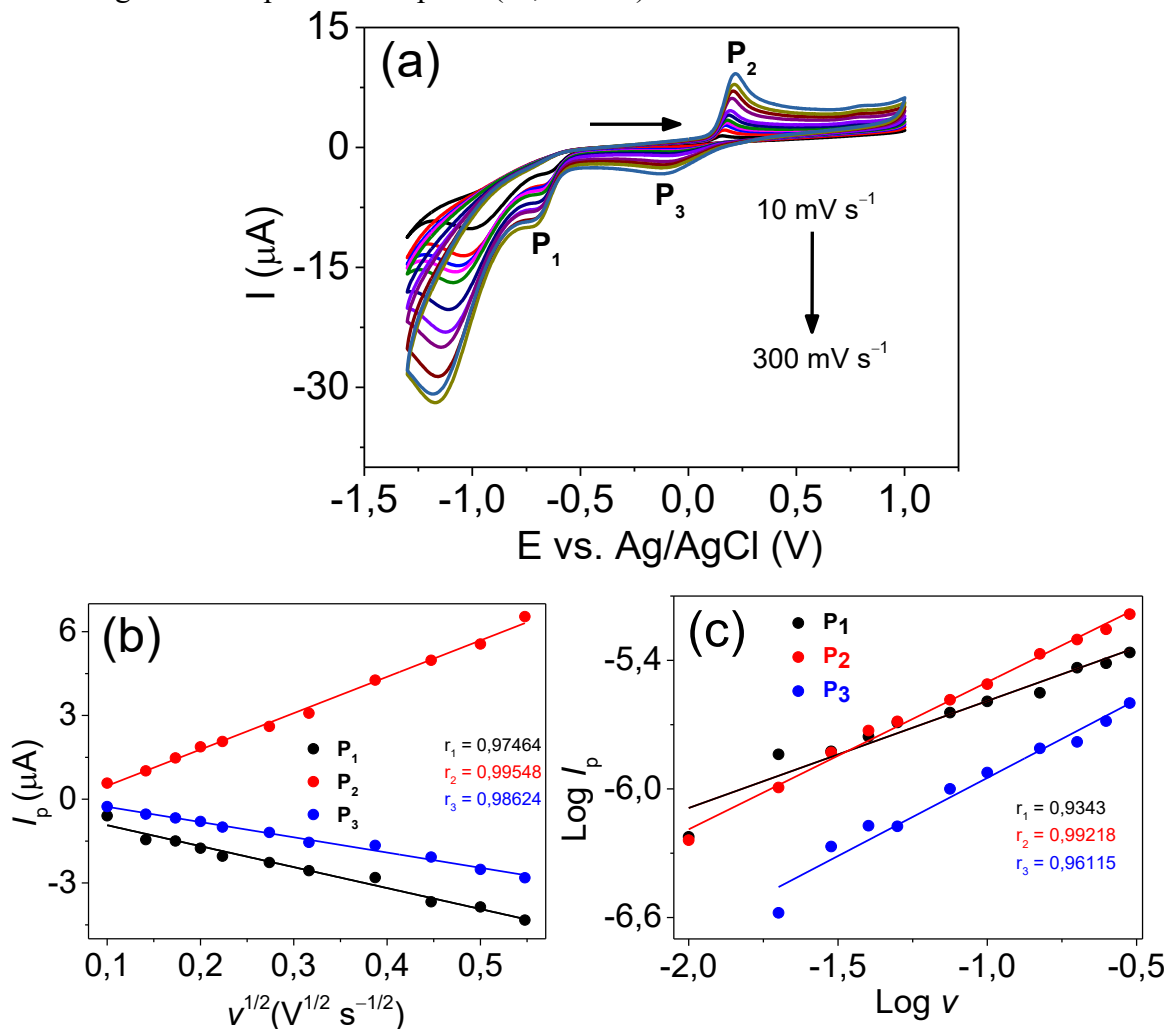 (a)
P2
P3
P1
10 mV s−1
300 mV s−1
15
0
-15
-30
I (μA)
-1,5 -1,0 -0,5 0,0 0,5 1,0
E vs. Ag/AgCl (V)
(b)
6
3
0
-3
Ip (μA)
P1
P2
P3
r1 = 0,97464
r2 = 0,99548
r3 = 0,98624
0,1 0,2 0,3 0,4 0,5
v1/2(V1/2 s−1/2)
(c)
P1
P2
P3
-5,4
-6,0
-6,6
Log Ip
r1 = 0,9343
r2 = 0,99218
r3 = 0,96115
-2,0 -1,5 -1,0 -0,5
Log v